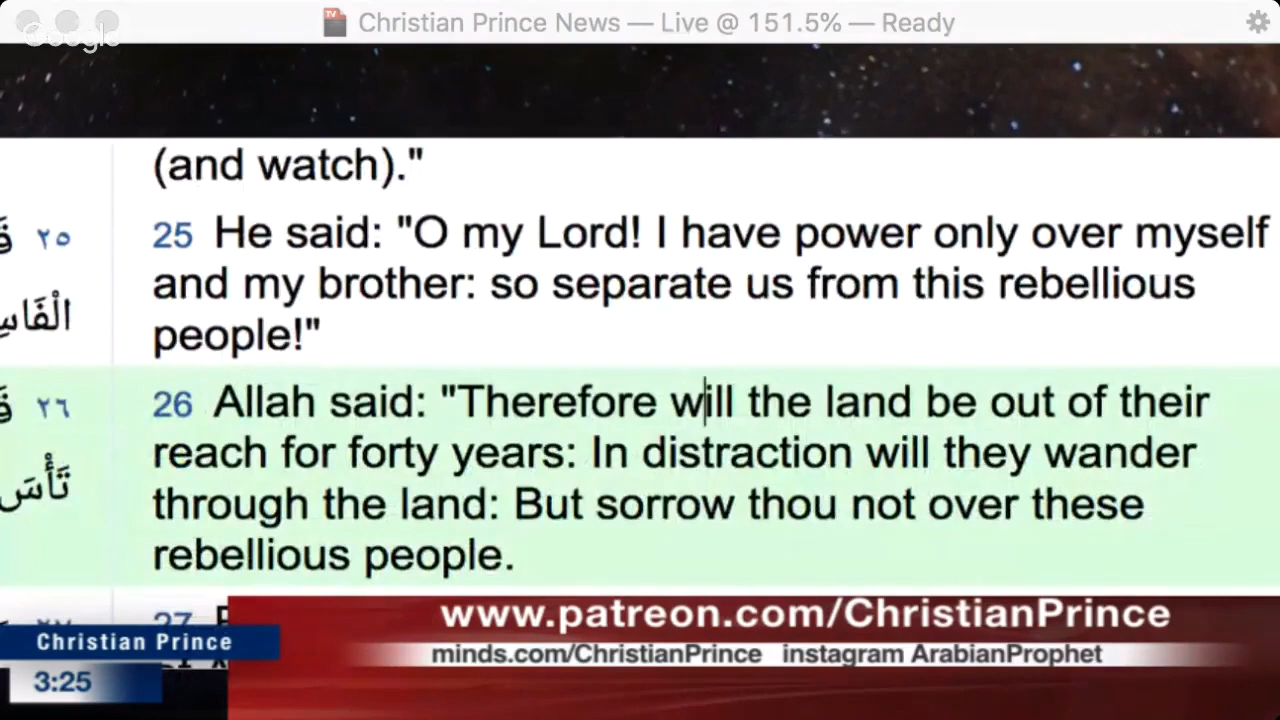 Christian Prince News — Live @ 151.5% — Ready
Google
(and watch)."
25 He said: "O my Lord! I have power only over myself
٢٥
and my brother: so separate us from this rebellious
people!"
26 Allah said: "Therefore will the land be out of their
٢٦
reach for forty years: In distraction will they wander
through the land: But sorrow thou not over these
تَأْسَ
rebellious people.
27
www.patreon.com/ChristianPrince
Christian Prince
minds.com/ChristianPrince instagram ArabianProphet
3:25